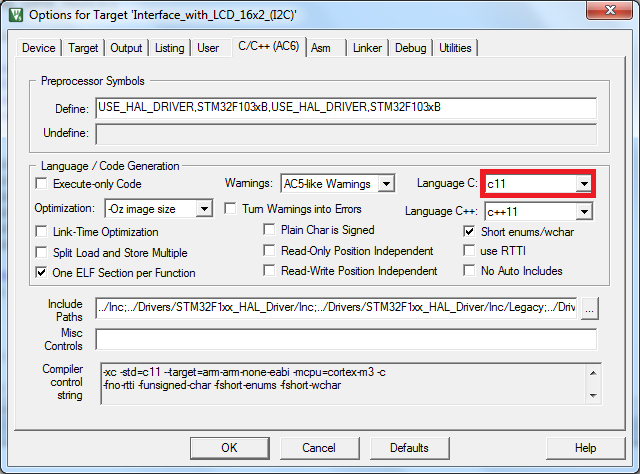 Options for Target 'Interface_with_LCD_16x2_(I2C)'
Device Target Output Listing User C/C++ (AC6) Asm Linker Debug Utilities
Preprocessor Symbols
Define: USE_HAL_DRIVER,STM32F103xB,USE_HAL_DRIVER,STM32F103xB
Undefine:
Language / Code Generation
Execute-only Code Warnings: AC5-like Warnings Language C: c11
Optimization: -Oz image size Turn Warnings into Errors Language C++: c++11
Link-Time Optimization Plain Char is Signed Short enums/wchar
Split Load and Store Multiple Read-Only Position Independent use RTTI
One ELF Section per Function Read-Write Position Independent No Auto Includes
Include Paths ../Inc;../Drivers/STM32F1xx_HAL_Driver/Inc;../Drivers/STM32F1xx_HAL_Driver/Inc/Legacy;../Driv ...
Misc Controls
Compiler control string -xc -std=c11 --target=arm-arm-none-eabi -mcpu=cortex-m3 -c
-fno-rtti -funsigned-char -fshort-enums -fshort-wchar
OK Cancel Defaults Help